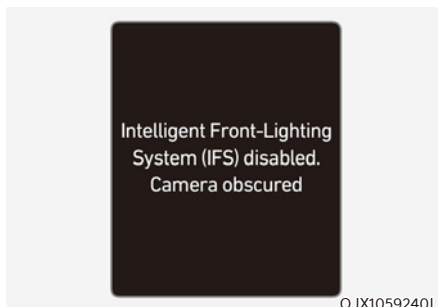 Intelligent Front-Lighting
System (IFS) disabled.
Camera obscured
OJX1059240L